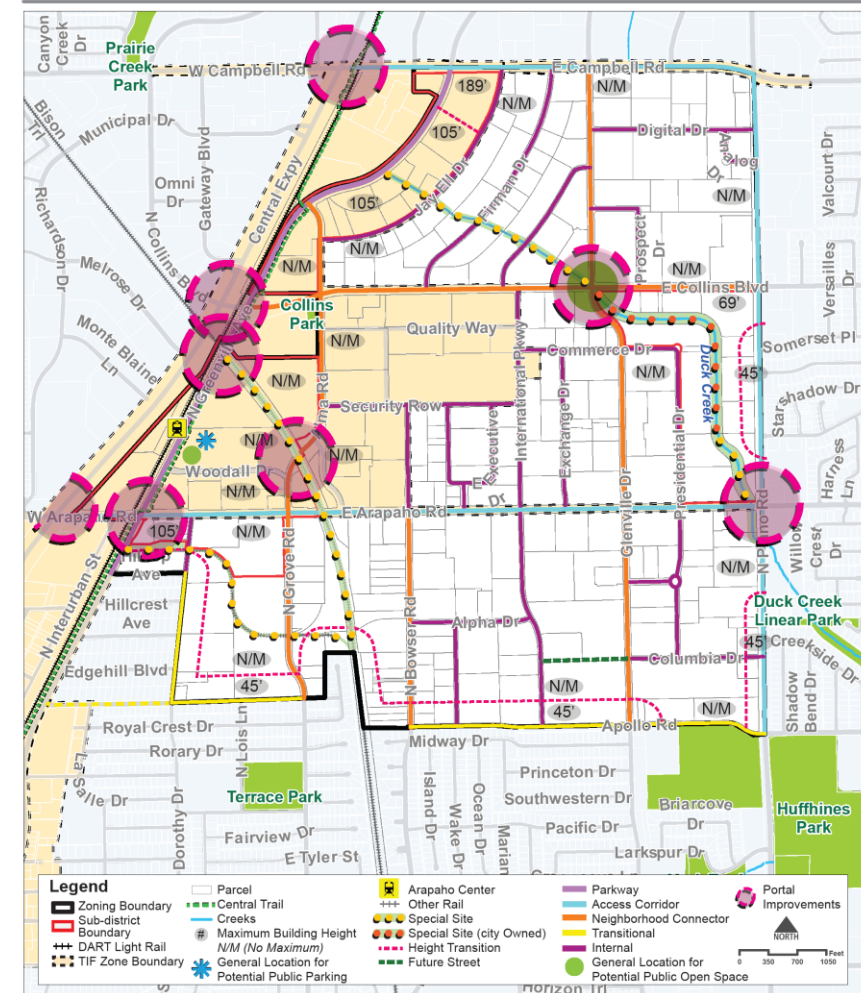 Canyon
Creek
Dr
Prairie
Creek
Park
W Campbell Rd
E Campbell Rd
189'
N/M
N/M
105'
Digital Dr
Analog
Dr
Bison
Trl
Municipal Dr
Gateway Blvd
Central Expy
Omni
Dr
N Collins Blvd
Richardson Dr
Melrose Dr
Monte Blaine
Ln
105'
Jay Ell Dr
Firman Dr
N/M
N/M
N/M
Prospect
Dr
N/M
Valcourt Dr
Versailles
Dr
E Collins Blvd
69'
Collins
Park
N Greenville Ave
Quality Way
International Pkwy
N/M
Commerce Dr
Duck Creek
Somerset Pl
45'
Starshadow Dr
N/M
N/M
Security Row
Executive
Dr
Exchange Dr
Glenville Dr
Presidential Dr
Harness
Ln
N/M
N/M
Woodall Dr
N/M
W Arapaho Rd
E Arapaho Rd
N Plano Rd
105'
N/M
Hilltop
Ave
N Interurban St
N Grove Rd
N/M
Willow
Crest
Dr
Hillcrest
Ave
Duck Creek
Linear Park
Alpha Dr
N Bowser Rd
45'
Creekside Dr
Edgehill Blvd
N/M
45'
Columbia Dr
N/M
45'
N/M
Shadow
Bend Dr
Royal Crest Dr
N Lois Ln
Apollo Rd
Rorary Dr
Midway Dr
La Salle Dr
Princeton Dr
Terrace Park
Dorothy Dr
Island Dr
Wake Dr
Ocean Dr
Marian
Southwestern Dr
Briarcove
Dr
Huffhines
Park
Fairview Dr
Pacific Dr
E Tyler St
Larkspur Dr
Legend
Zoning Boundary
Sub-district
Boundary
DART Light Rail
TIF Zone Boundary
Parcel
Central Trail
Creeks
# Maximum Building Height
N/M (No Maximum)
General Location for
Potential Public Parking
Arapaho Center
Other Rail
Special Site
Special Site (city Owned)
Height Transition
Future Street
Parkway
Access Corridor
Neighborhood Connector
Transitional
Internal
General Location for
Potential Public Open Space
Portal
Improvements
NORTH
Feet
0 350 700 1050
Horizon Trl